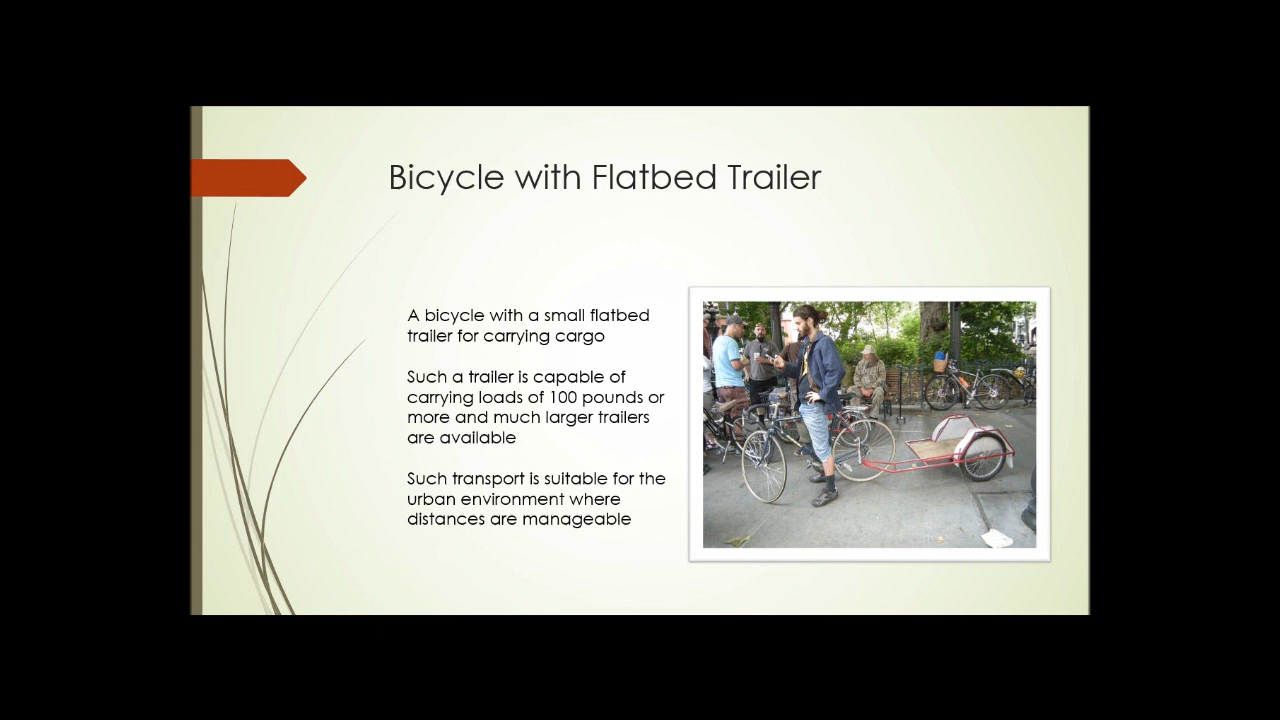 Bicycle with Flatbed Trailer
A bicycle with a small flatbed
trailer for carrying cargo
Such a trailer is capable of
carrying loads of 100 pounds or
more and much larger trailers
are available
Such transport is suitable for the
urban environment where
distances are manageable